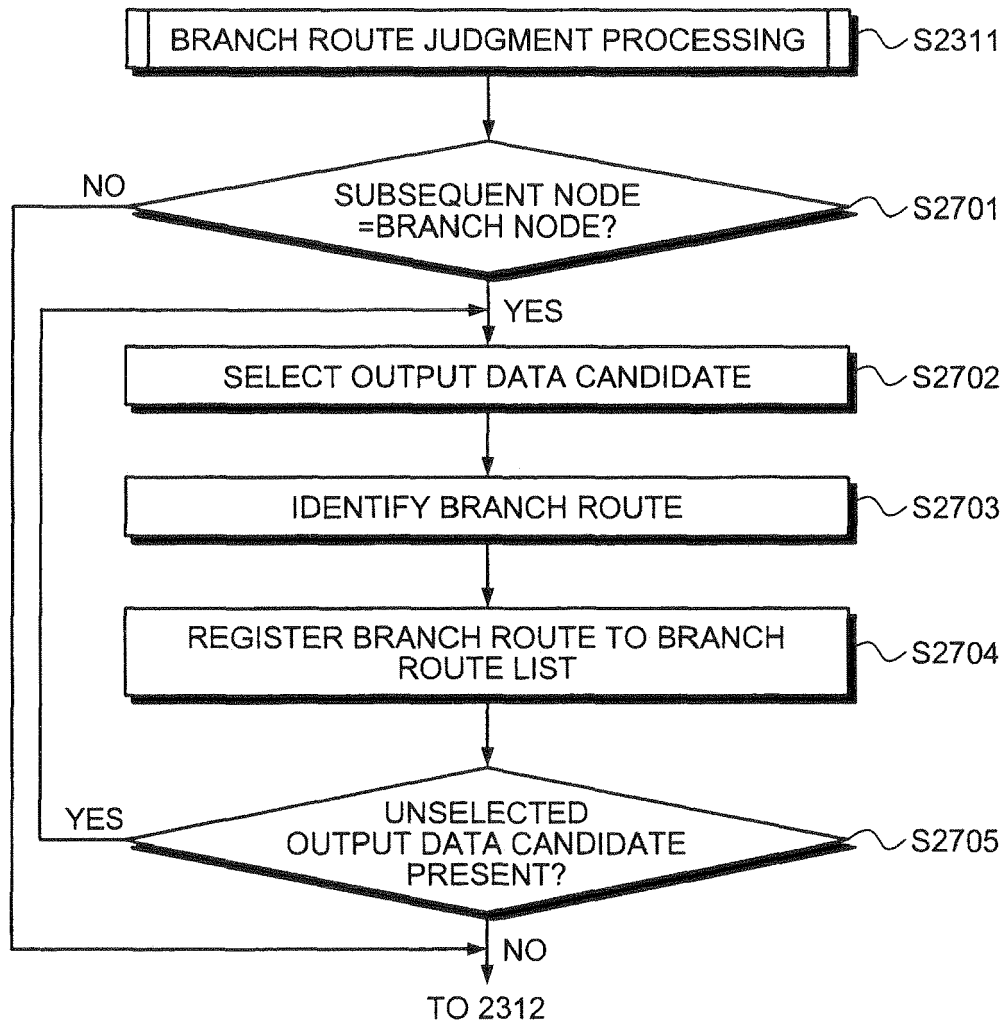 BRANCH ROUTE JUDGMENT PROCESSING
S2311
NO
SUBSEQUENT NODE
=BRANCH NODE?
S2701
YES
SELECT OUTPUT DATA CANDIDATE
S2702
IDENTIFY BRANCH ROUTE
S2703
REGISTER BRANCH ROUTE TO BRANCH
ROUTE LIST
S2704
YES
UNSELECTED
OUTPUT DATA CANDIDATE
PRESENT?
S2705
NO
TO 2312